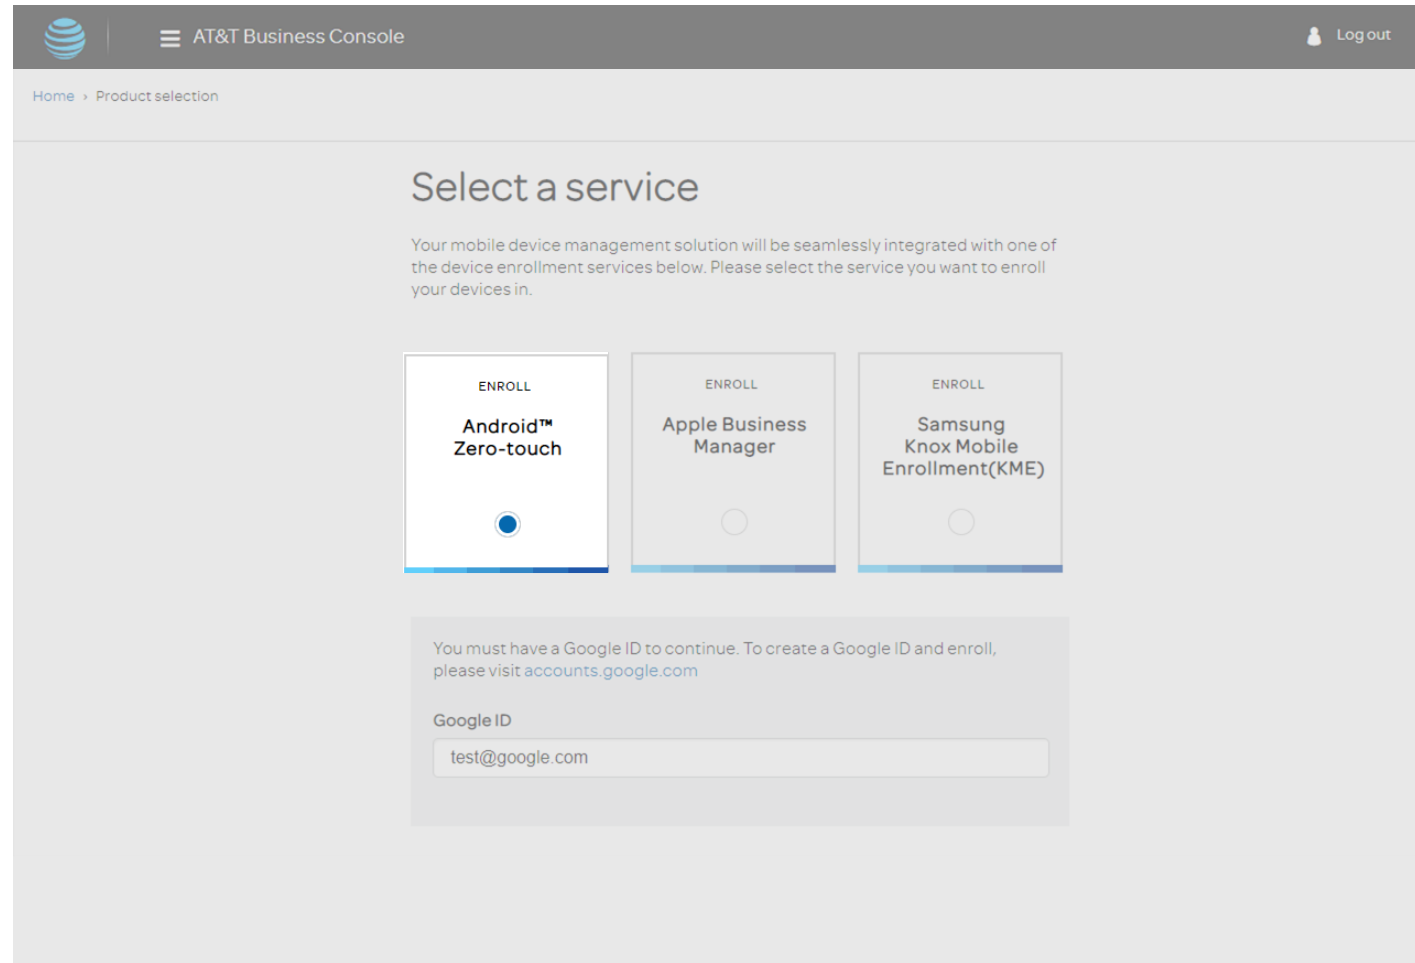 AT&T Business Console
Log out
Home › Product selection
Select a service
Your mobile device management solution will be seamlessly integrated with one of
the device enrollment services below. Please select the service you want to enroll
your devices in.
ENROLL
Android™
Zero-touch
ENROLL
Apple Business
Manager
ENROLL
Samsung
Knox Mobile
Enrollment(KME)
You must have a Google ID to continue. To create a Google ID and enroll,
please visit accounts.google.com
Google ID
test@google.com